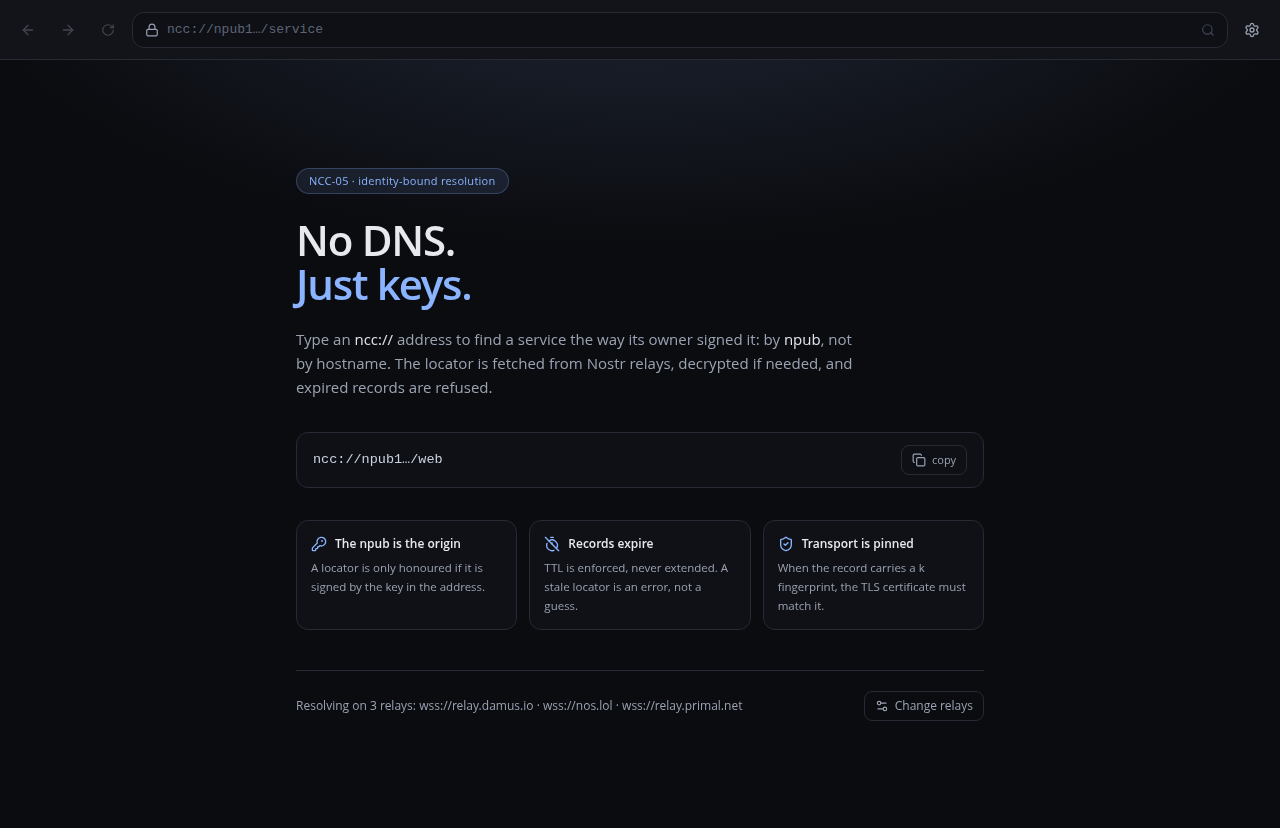 ncc://npub1…/service
NCC-05 · identity-bound resolution
No DNS.
Just keys.
Type an ncc:// address to find a service the way its owner signed it: by npub, not
by hostname. The locator is fetched from Nostr relays, decrypted if needed, and
expired records are refused.
ncc://npub1…/web
copy
The npub is the origin
A locator is only honoured if it is
signed by the key in the address.
Records expire
TTL is enforced, never extended. A
stale locator is an error, not a
guess.
Transport is pinned
When the record carries a k
fingerprint, the TLS certificate must
match it.
Resolving on 3 relays: wss://relay.damus.io · wss://nos.lol · wss://relay.primal.net
Change relays